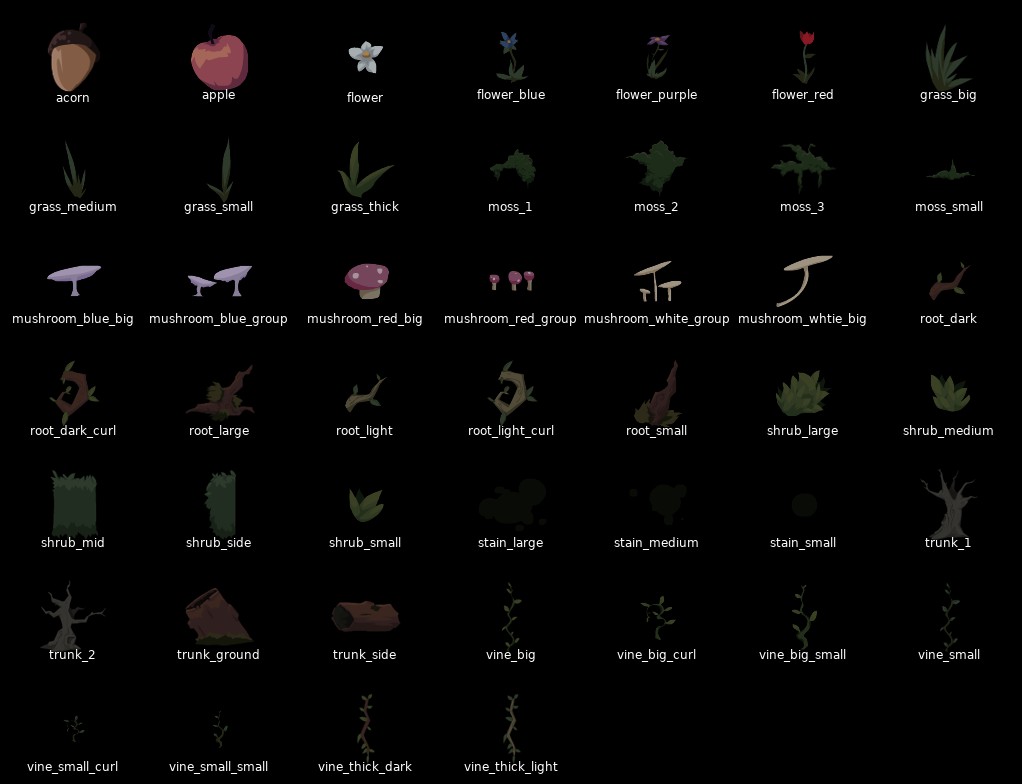 acorn
apple
flower
flower_blue
flower_purple
flower_red
grass_big
grass_medium
grass_small
grass_thick
moss_1
moss_2
moss_3
moss_small
mushroom_blue_big
mushroom_blue_group
mushroom_red_big
mushroom_red_group
mushroom_white_group
mushroom_whtie_big
root_dark
root_dark_curl
root_large
root_light
root_light_curl
root_small
shrub_large
shrub_medium
shrub_mid
shrub_side
shrub_small
stain_large
stain_medium
stain_small
trunk_1
trunk_2
trunk_ground
trunk_side
vine_big
vine_big_curl
vine_big_small
vine_small
vine_small_curl
vine_small_small
vine_thick_dark
vine_thick_light